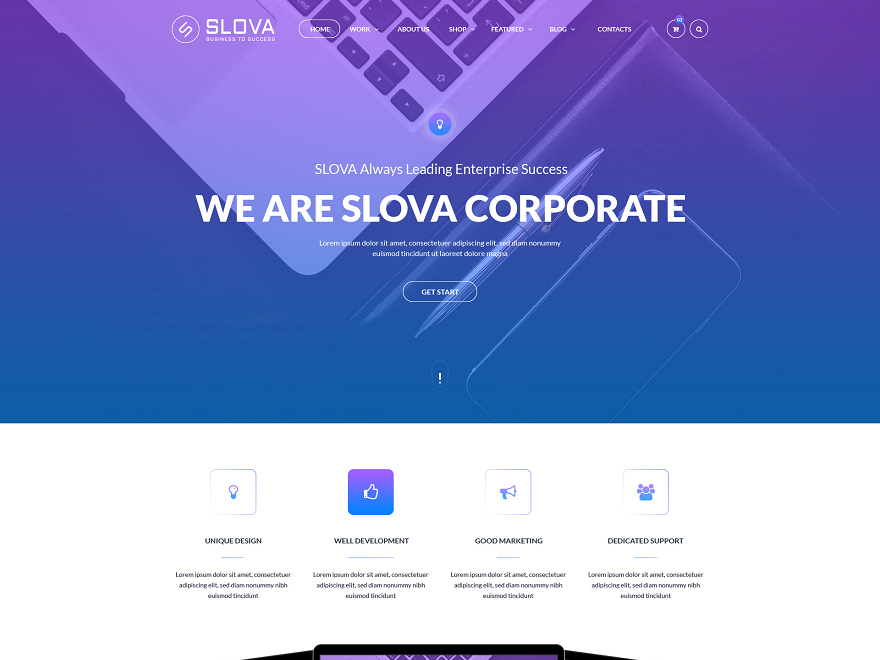 SLOVA
BUSINESS TO SUCCESS
HOME WORK ABOUT US SHOP FEATURED BLOG CONTACTS
SLOVA Always Leading Enterprise Success
WE ARE SLOVA CORPORATE
Lorem ipsum dolor sit amet, consectetuer adipiscing elit, sed diam nonummy
euismod tincidunt ut laoreet dolore magna
GET START
UNIQUE DESIGN
Lorem ipsum dolor sit amet, consectetuer
adipiscing elit, sed diam nonummy nibh
euismod tincidunt
WELL DEVELOPMENT
Lorem ipsum dolor sit amet, consectetuer
adipiscing elit, sed diam nonummy nibh
euismod tincidunt
GOOD MARKETING
Lorem ipsum dolor sit amet, consectetuer
adipiscing elit, sed diam nonummy nibh
euismod tincidunt
DEDICATED SUPPORT
Lorem ipsum dolor sit amet, consectetuer
adipiscing elit, sed diam nonummy nibh
euismod tincidunt